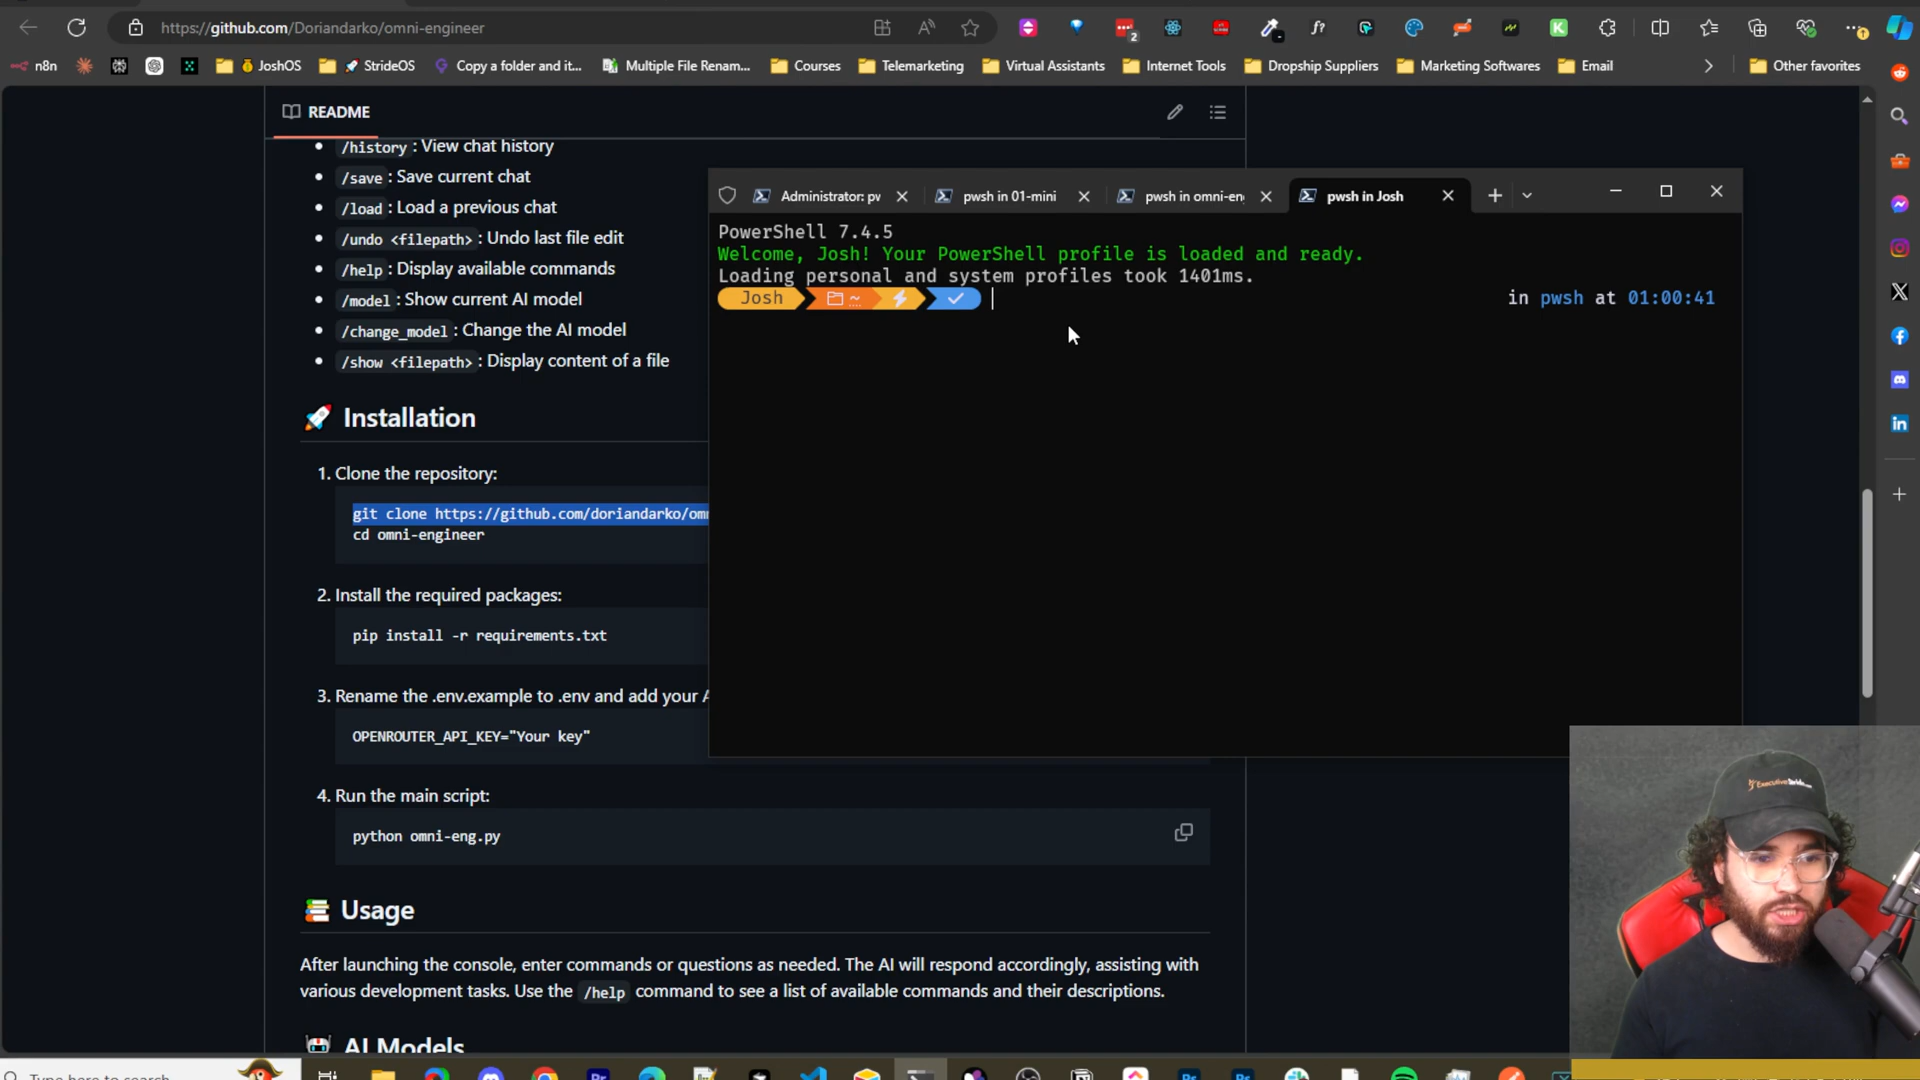 https://github.com/Doriandarko/omni-engineer
2
n8n
JoshOS
StrideOS
Copy a folder and it...
Multiple File Renam...
Courses
Telemarketing
Virtual Assistants
Internet Tools
Dropship Suppliers
Marketing Softwares
Email
Other favorites
README
/history : View chat history
/save : Save current chat
/load : Load a previous chat
/undo <filepath> : Undo last file edit
/help : Display available commands
/model : Show current AI model
/change_model : Change the AI model
/show <filepath> : Display content of a file
Installation
1. Clone the repository:
git clone https://github.com/doriandarko/om
cd omni-engineer
2. Install the required packages:
pip install -r requirements.txt
3. Rename the .env.example to .env and add your A
OPENROUTER_API_KEY="Your key"
4. Run the main script:
python omni-eng.py
Usage
After launching the console, enter commands or questions as needed. The AI will respond accordingly, assisting with
various development tasks. Use the /help command to see a list of available commands and their descriptions.
AI Models
Administrator: pv
pwsh in 01-mini
pwsh in omni-en
pwsh in Josh
PowerShell 7.4.5
Welcome, Josh! Your PowerShell profile is loaded and ready.
Loading personal and system profiles took 1401ms.
Josh ~
in pwsh at 01:00:41
Type here to search